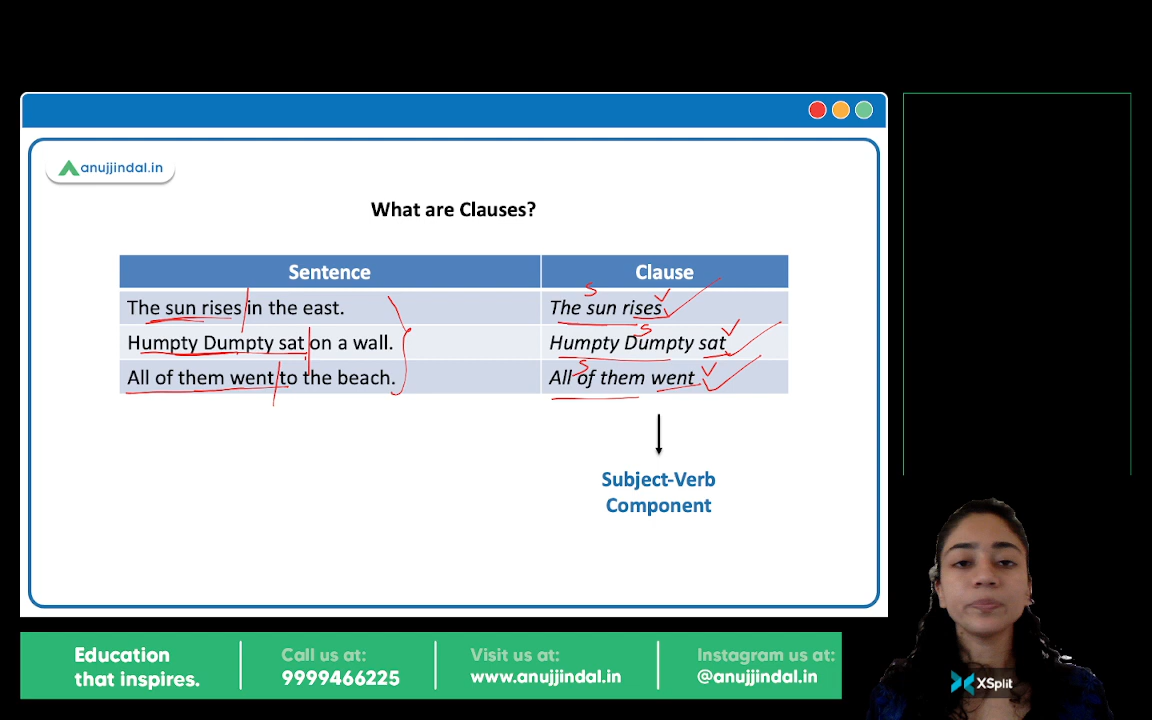 anujjindal.in
What are Clauses?
Sentence Clause
The sun rises in the east. The sun rises
S V
Humpty Dumpty sat on a wall. Humpty Dumpty sat
S V
All of them went to the beach. All of them went
S V
Subject-Verb
Component
Education
that inspires.
Call us at:
9999466225
Visit us at:
www.anujjindal.in
Instagram us at:
@anujjindal.in
XSplit